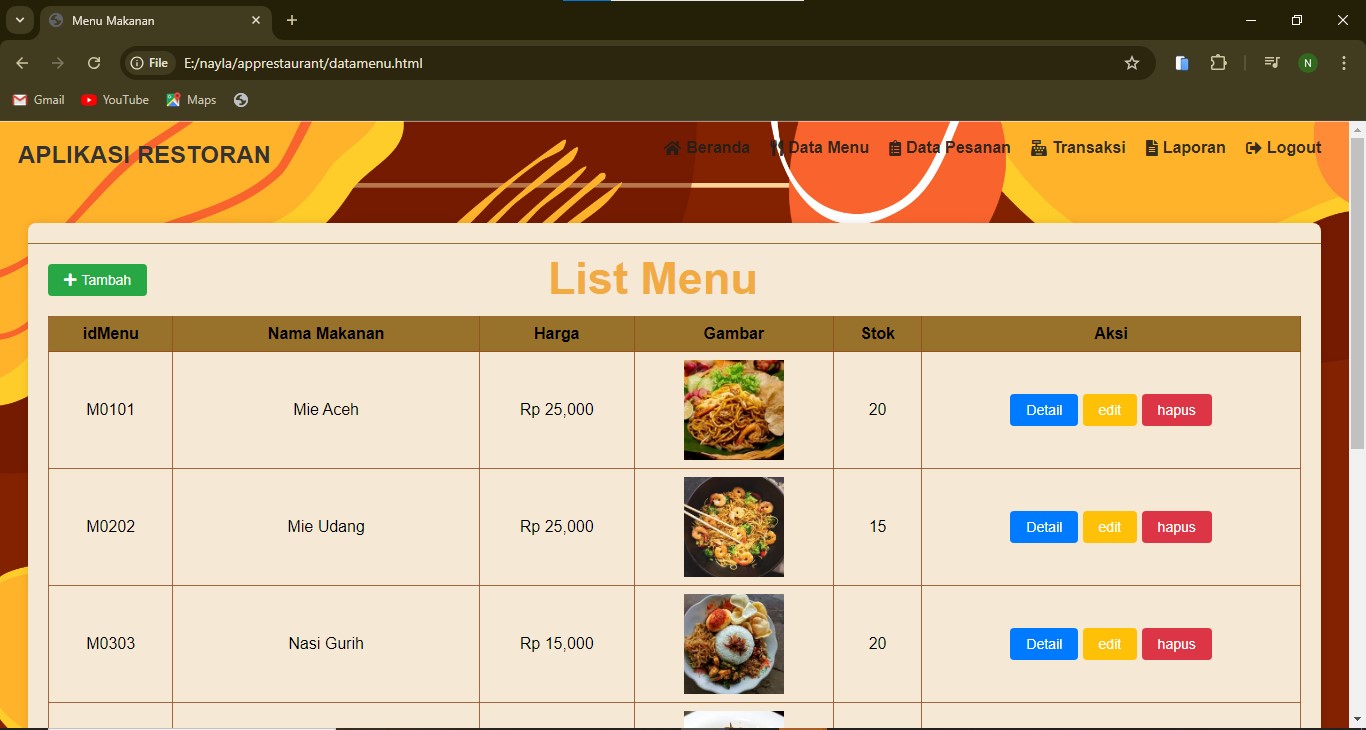 Menu Makanan
File E:/nayla/apprestaurant/datamenu.html
N
Gmail YouTube Maps
APLIKASI RESTORAN
Beranda Data Menu Data Pesanan Transaksi Laporan Logout
Tambah
List Menu
idMenu Nama Makanan Harga Gambar Stok Aksi
M0101 Mie Aceh Rp 25,000 20 Detail edit hapus
M0202 Mie Udang Rp 25,000 15 Detail edit hapus
M0303 Nasi Gurih Rp 15,000 20 Detail edit hapus